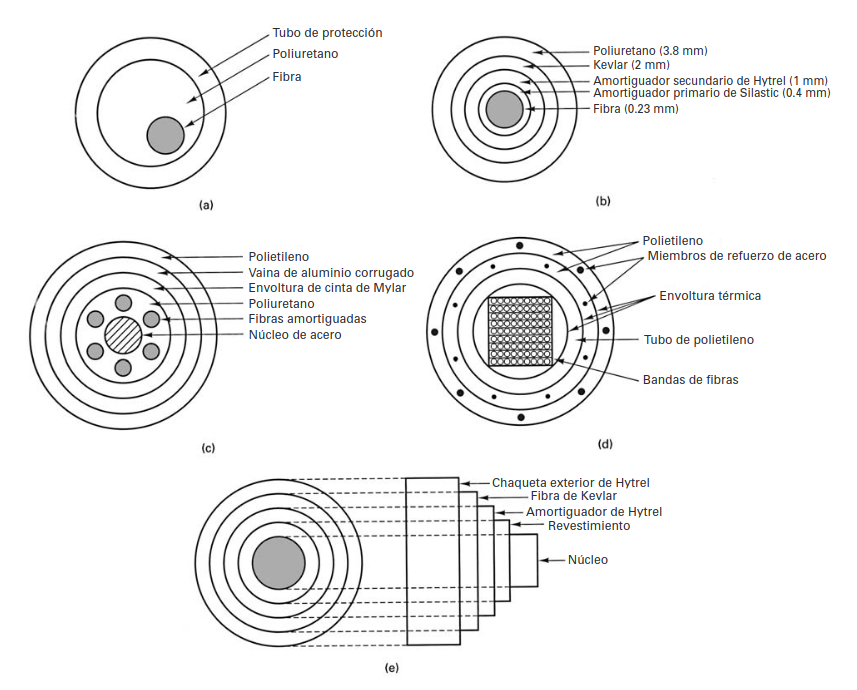 Tubo de protección
Poliuretano
Fibra
(a)
Poliuretano (3.8 mm)
Kevlar (2 mm)
Amortiguador secundario de Hytrel (1 mm)
Amortiguador primario de Silastic (0.4 mm)
Fibra (0.23 mm)
(b)
Polietileno
Vaina de aluminio corrugado
Envoltura de cinta de Mylar
Poliuretano
Fibras amortiguadas
Núcleo de acero
(c)
Polietileno
Miembros de refuerzo de acero
Envoltura térmica
Tubo de polietileno
Bandas de fibras
(d)
Chaqueta exterior de Hytrel
Fibra de Kevlar
Amortiguador de Hytrel
Revestimiento
Núcleo
(e)